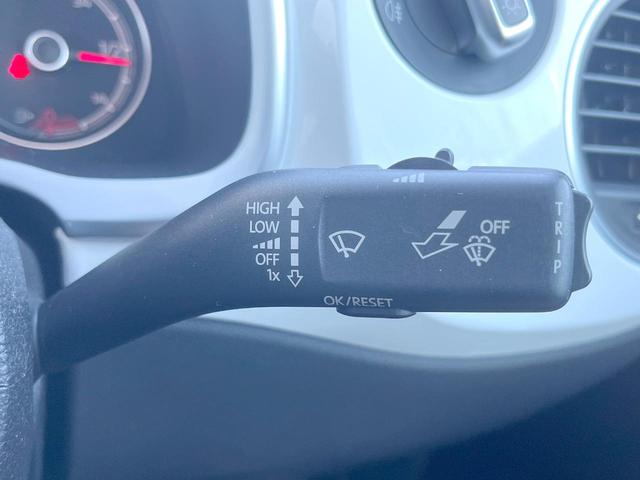 HIGH
LOW
OFF
1x
OFF
OK/RESET
TRIP